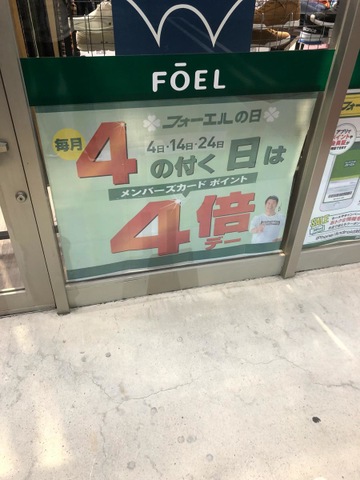 FŌEL
フォーエルの日
毎月
4の付く日は
4日・14日・24日
メンバーズカード ポイント
4倍
デー